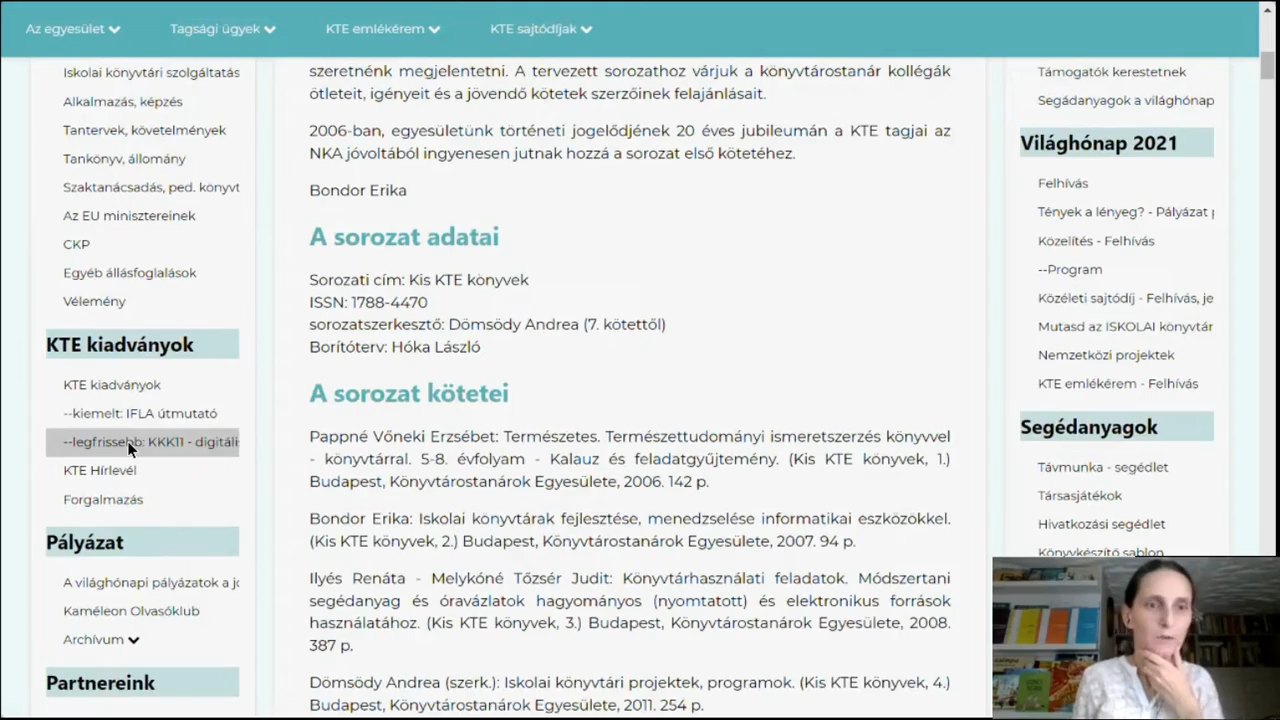 Az egyesület
Tagsági ügyek
KTE emlékérem
KTE sajtódíjak
Iskolai könyvtári szolgáltatás
Alkalmazás, képzés
Tantervek, követelmények
Tankönyv, állomány
Szaktanácsadás, ped. könyvt
Az EU minisztereinek
CKP
Egyéb állásfoglalások
Vélemény
KTE kiadványok
KTE kiadványok
--kiemelt: IFLA útmutató
--legfrissebb: KKK11 - digitális
KTE Hírlevél
Forgalmazás
Pályázat
A világhónapi pályázatok a jo
Kaméleon Olvasóklub
Archívum
Partnereink
szeretnénk megjelentetni. A tervezett sorozathoz várjuk a könyvtárostanár kollégák
ötleteit, igényeit és a jövendő kötetek szerzőinek felajánlásait.
2006-ban, egyesületünk történeti jogelődjének 20 éves jubileumán a KTE tagjai az
NKA jóvoltából ingyenesen jutnak hozzá a sorozat első kötetéhez.
Bondor Erika
A sorozat adatai
Sorozati cím: Kis KTE könyvek
ISSN: 1788-4470
sorozatszerkesztő: Dömsödy Andrea (7. kötettől)
Borítóterv: Hóka László
A sorozat kötetei
Pappné Vőneki Erzsébet: Természetes. Természettudományi ismeretszerzés könyvvel
- könyvtárral. 5-8. évfolyam - Kalauz és feladatgyűjtemény. (Kis KTE könyvek, 1.)
Budapest, Könyvtárostanárok Egyesülete, 2006. 142 p.
Bondor Erika: Iskolai könyvtárak fejlesztése, menedzselése informatikai eszközökkel.
(Kis KTE könyvek, 2.) Budapest, Könyvtárostanárok Egyesülete, 2007. 94 p.
Ilyés Renáta - Melykóné Tőzsér Judit: Könyvtárhasználati feladatok. Módszertani
segédanyag és óravázlatok hagyományos (nyomtatott) és elektronikus források
használatához. (Kis KTE könyvek, 3.) Budapest, Könyvtárostanárok Egyesülete, 2008.
387 p.
Dömsödy Andrea (szerk.): Iskolai könyvtári projektek, programok. (Kis KTE könyvek, 4.)
Budapest, Könyvtárostanárok Egyesülete, 2011. 254 p.
Támogatók kerestetnek
Segédanyagok a világhónap
Világhónap 2021
Felhívás
Tények a lényeg? - Pályázat p
Közelítés - Felhívás
--Program
Közéleti sajtódíj - Felhívás, je
Mutasd az ISKOLAI könyvtár
Nemzetközi projektek
KTE emlékérem - Felhívás
Segédanyagok
Távmunka - segédlet
Társasjátékok
Hivatkozási segédlet
Könyvkészítő sablon